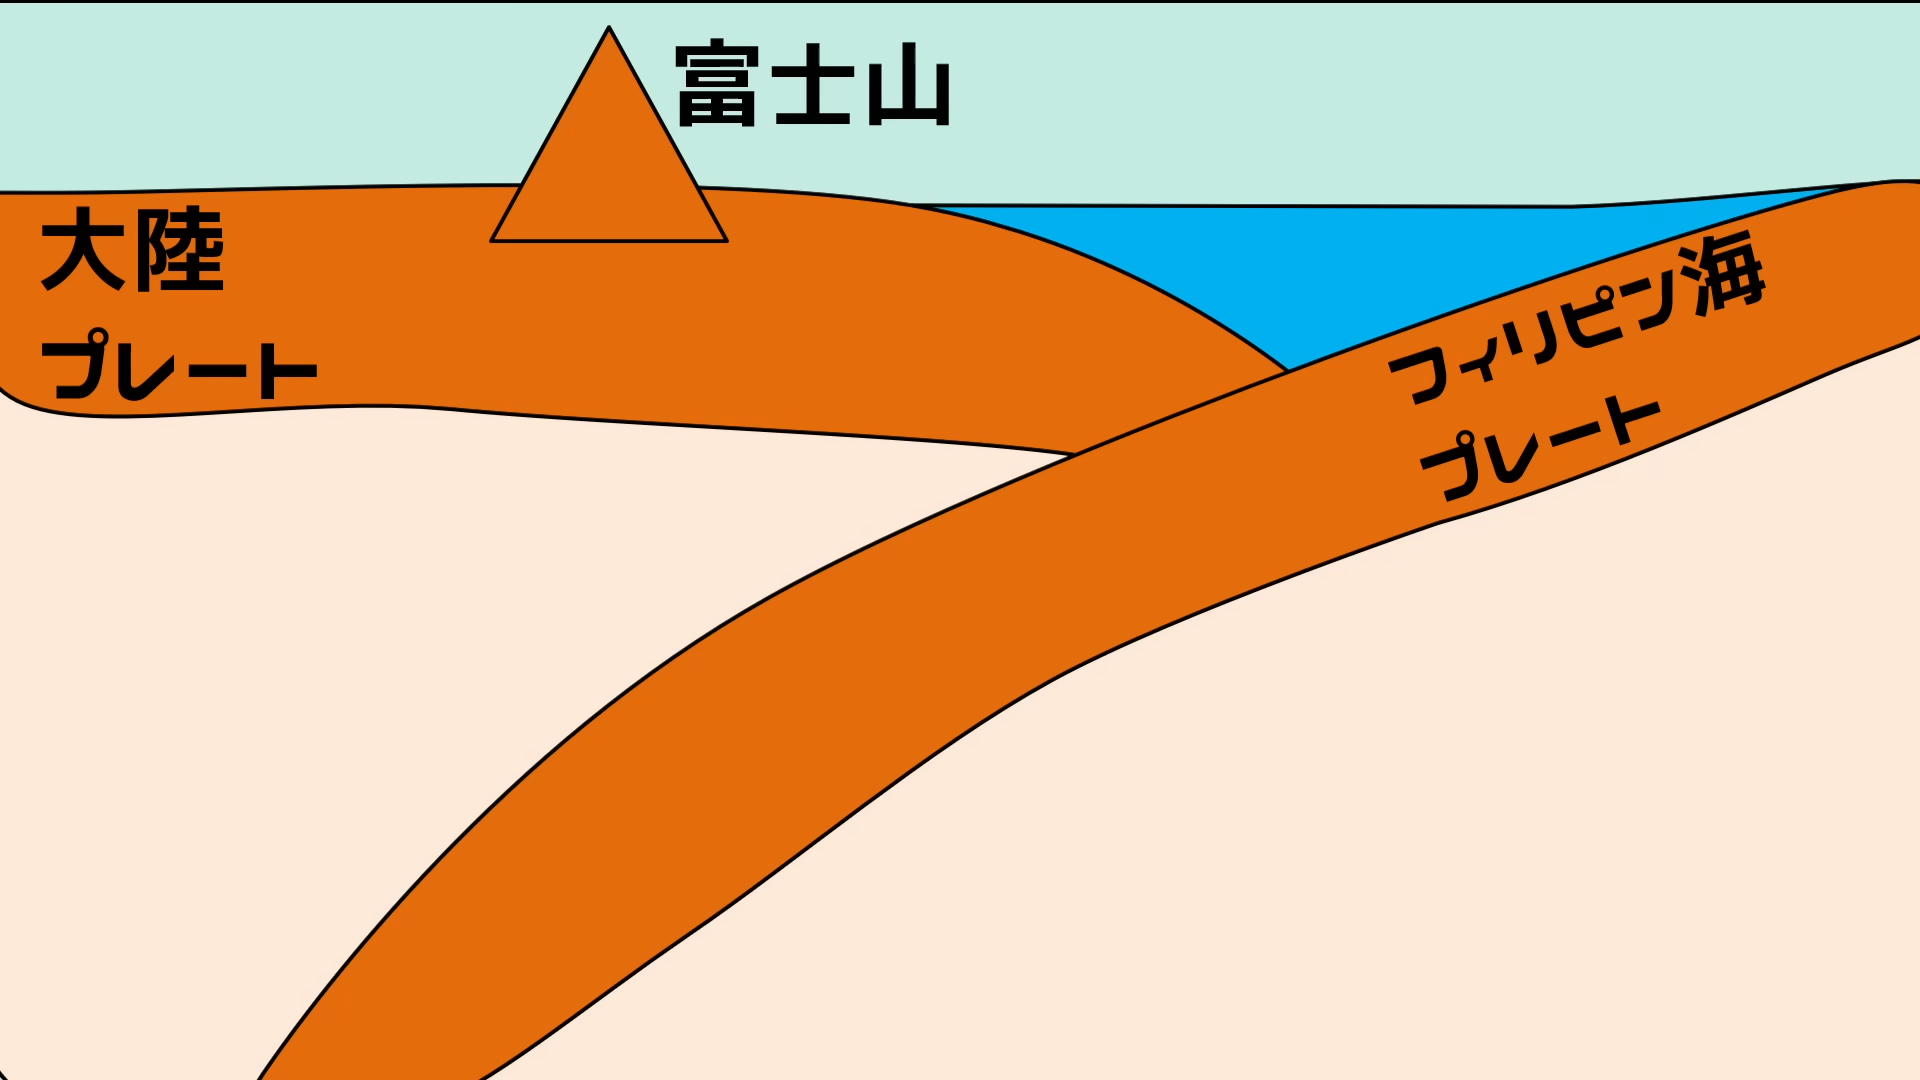 富士山
大陸
プレート
フィリピン海
プレート